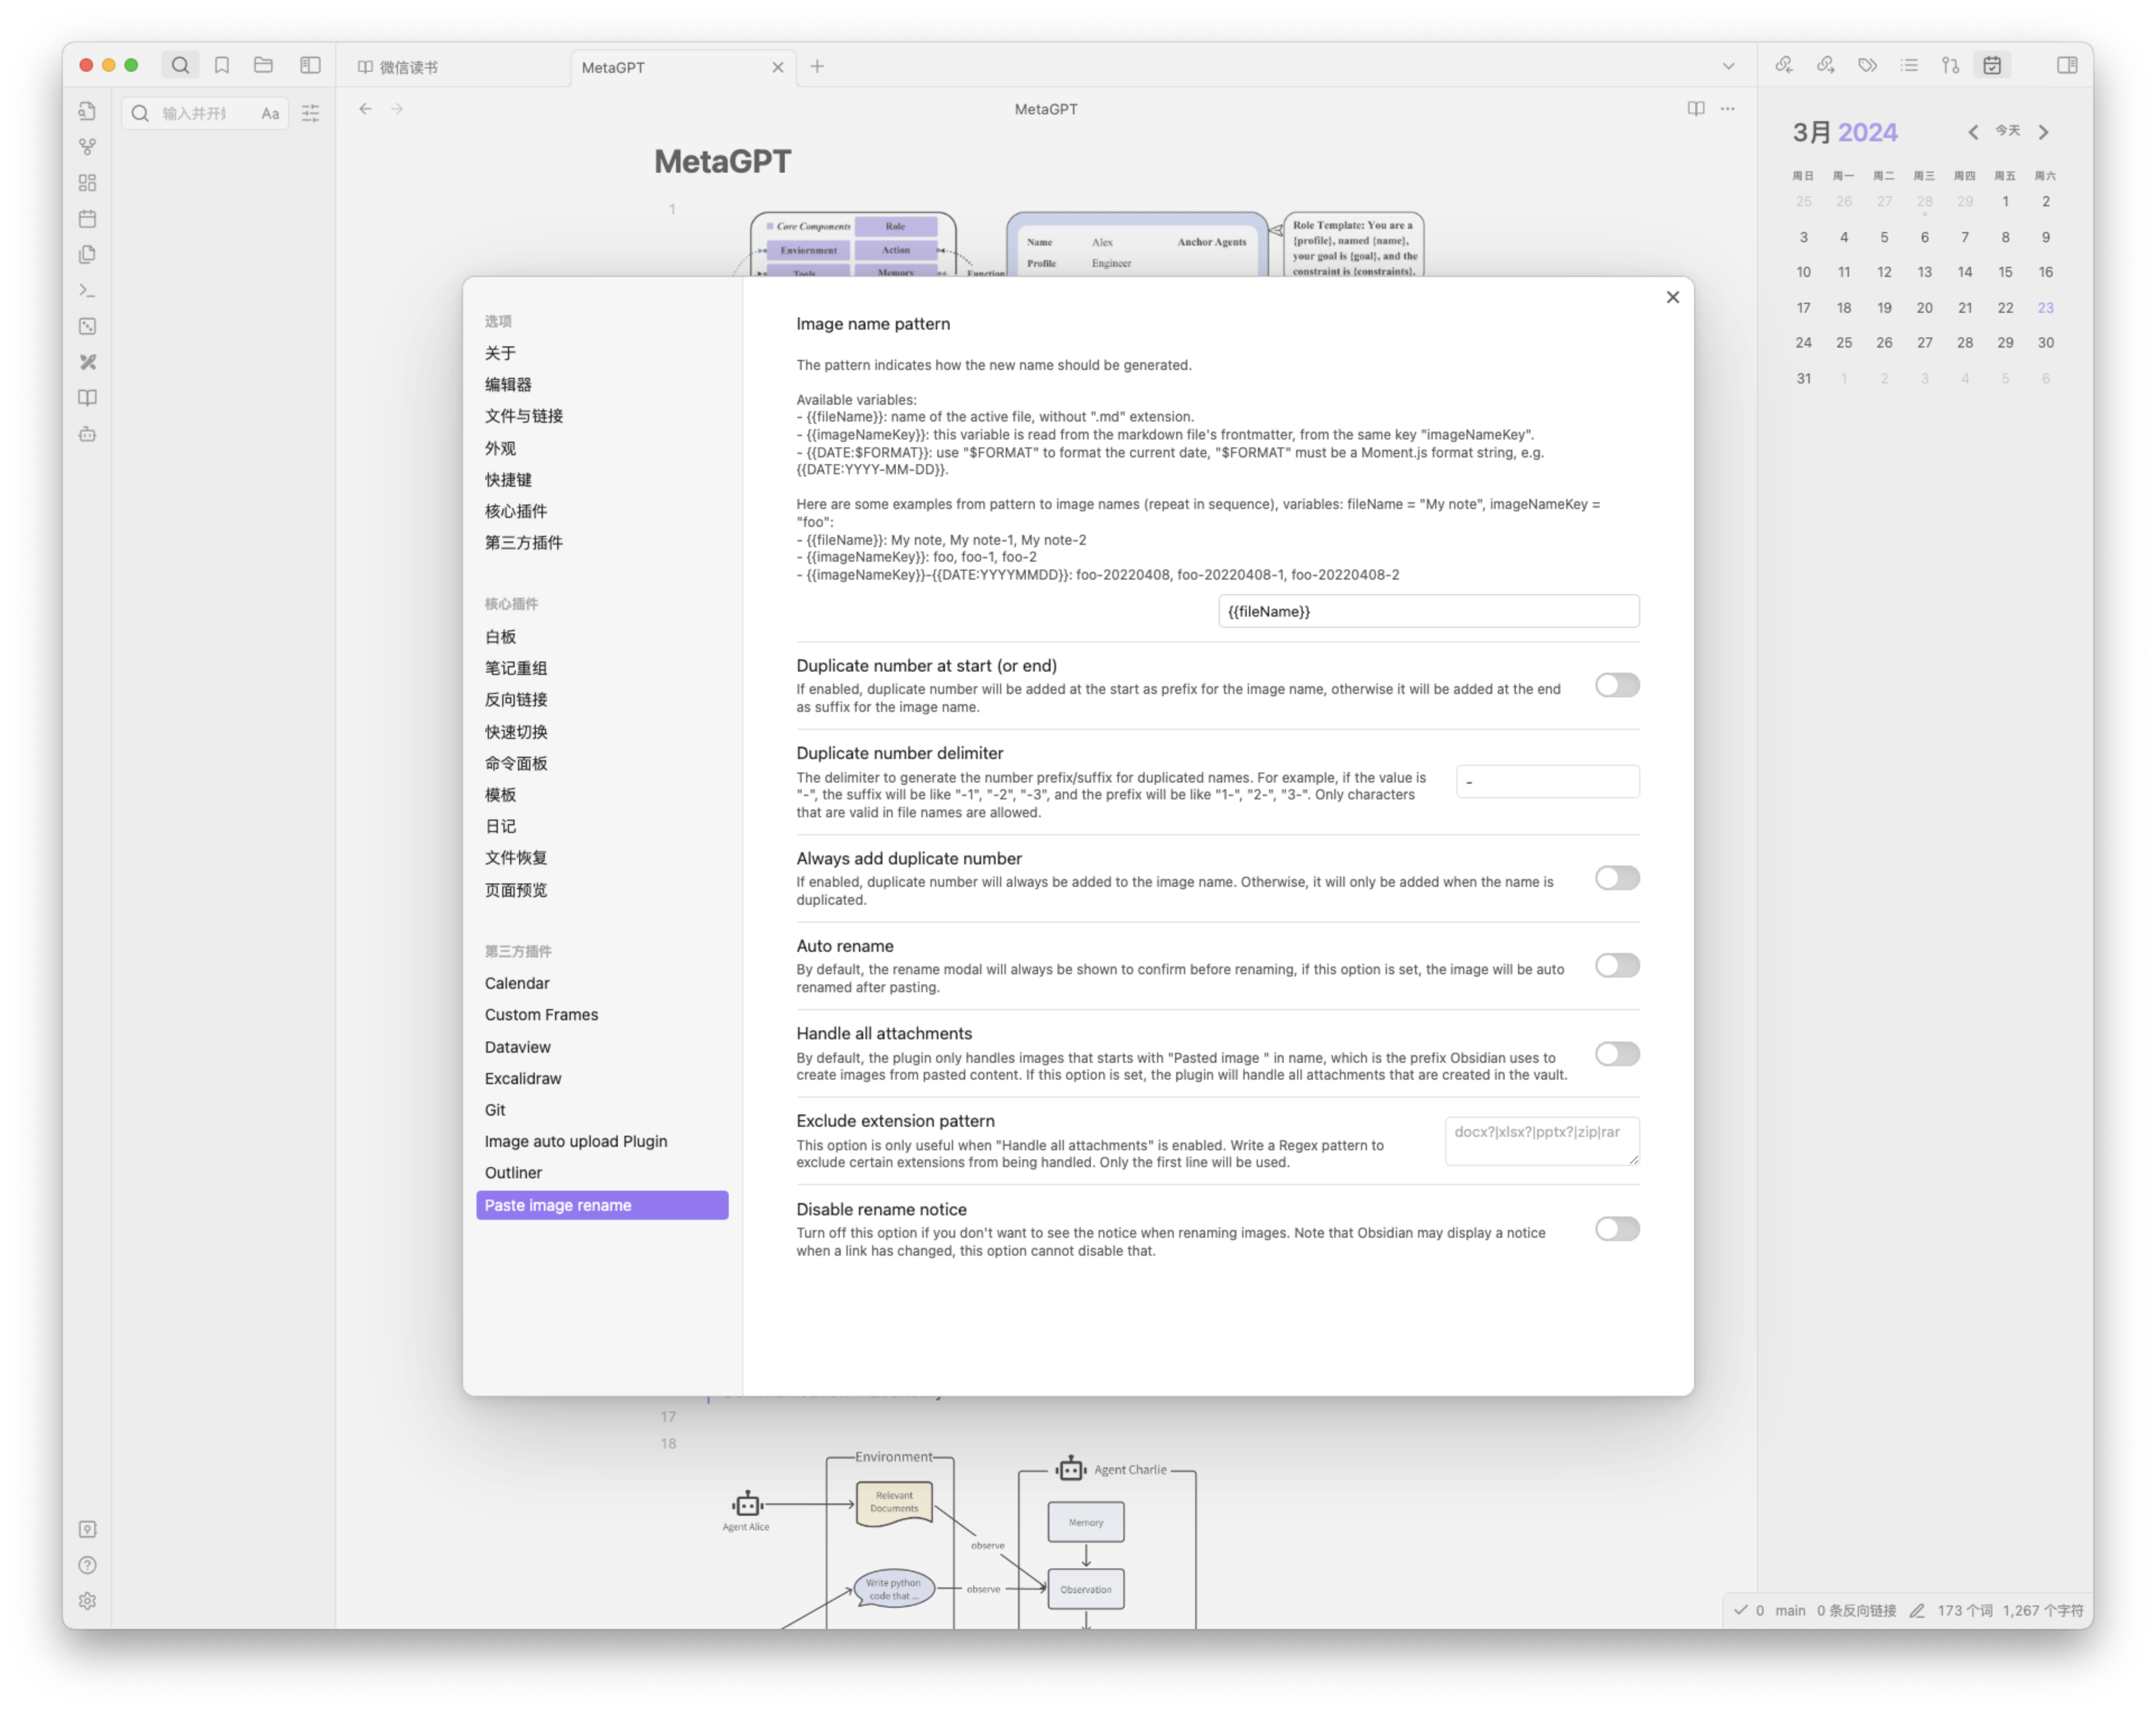 微信读书
MetaGPT
输入并开始
Aa
MetaGPT
MetaGPT
1
Core Components
Role
Enviornment
Action
Tools
Memory
Function
Name
Alex
Anchor Agents
Profile
Engineer
Role Template: You are a
{profile}, named {name},
your goal is {goal}, and the
constraint is {constraints}.
3月 2024
今天
周日 周一 周二 周三 周四 周五 周六
25 26 27 28 29 1 2
3 4 5 6 7 8 9
10 11 12 13 14 15 16
17 18 19 20 21 22 23
24 25 26 27 28 29 30
31 1 2 3 4 5 6
选项
关于
编辑器
文件与链接
外观
快捷键
核心插件
第三方插件
核心插件
白板
笔记重组
反向链接
快速切换
命令面板
模板
日记
文件恢复
页面预览
第三方插件
Calendar
Custom Frames
Dataview
Excalidraw
Git
Image auto upload Plugin
Outliner
Paste image rename
Image name pattern
The pattern indicates how the new name should be generated.
Available variables:
- {{fileName}}: name of the active file, without ".md" extension.
- {{imageNameKey}}: this variable is read from the markdown file's frontmatter, from the same key "imageNameKey".
- {{DATE:$FORMAT}}: use "$FORMAT" to format the current date, "$FORMAT" must be a Moment.js format string, e.g.
{{DATE:YYYY-MM-DD}}.
Here are some examples from pattern to image names (repeat in sequence), variables: fileName = "My note", imageNameKey =
"foo":
- {{fileName}}: My note, My note-1, My note-2
- {{imageNameKey}}: foo, foo-1, foo-2
- {{imageNameKey}}-{{DATE:YYYYMMDD}}: foo-20220408, foo-20220408-1, foo-20220408-2
{{fileName}}
Duplicate number at start (or end)
If enabled, duplicate number will be added at the start as prefix for the image name, otherwise it will be added at the end
as suffix for the image name.
Duplicate number delimiter
The delimiter to generate the number prefix/suffix for duplicated names. For example, if the value is
"-", the suffix will be like "-1", "-2", "-3", and the prefix will be like "1-", "2-", "3-". Only characters
that are valid in file names are allowed.
-
Always add duplicate number
If enabled, duplicate number will always be added to the image name. Otherwise, it will only be added when the name is
duplicated.
Auto rename
By default, the rename modal will always be shown to confirm before renaming, if this option is set, the image will be auto
renamed after pasting.
Handle all attachments
By default, the plugin only handles images that starts with "Pasted image " in name, which is the prefix Obsidian uses to
create images from pasted content. If this option is set, the plugin will handle all attachments that are created in the vault.
Exclude extension pattern
This option is only useful when "Handle all attachments" is enabled. Write a Regex pattern to
exclude certain extensions from being handled. Only the first line will be used.
docx?|xlsx?|pptx?|zip|rar
Disable rename notice
Turn off this option if you don't want to see the notice when renaming images. Note that Obsidian may display a notice
when a link has changed, this option cannot disable that.
17
18
Environment
Agent Charlie
Relevant
Documents
Agent Alice
Memory
observe
Write python
code that ...
observe
Observation
0 main 0 条反向链接 173 个词 1,267 个字符